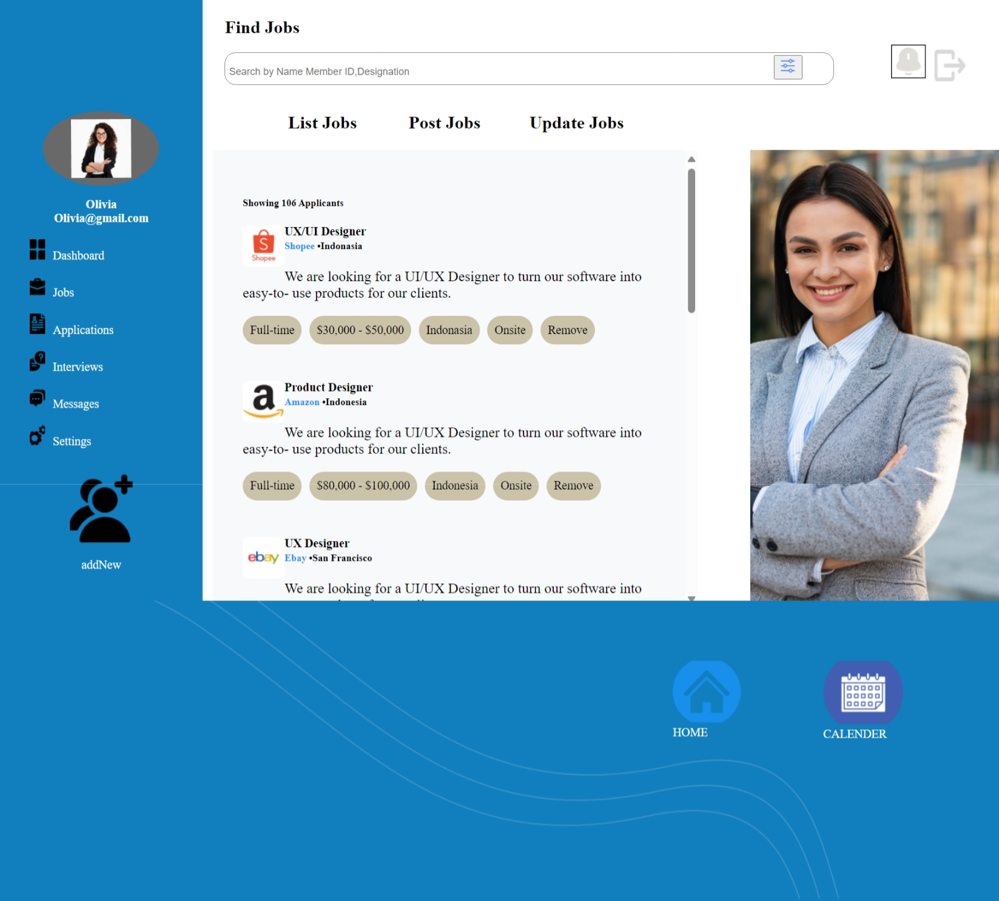 Find Jobs
Search by Name Member ID,Designation
List Jobs
Post Jobs
Update Jobs
Olivia
Olivia@gmail.com
Dashboard
Jobs
Applications
Interviews
Messages
Settings
addNew
Showing 106 Applicants
Shopee
UX/UI Designer
Shopee •Indonasia
We are looking for a UI/UX Designer to turn our software into
easy-to- use products for our clients.
Full-time
$30,000 - $50,000
Indonasia
Onsite
Remove
a
Product Designer
Amazon •Indonesia
We are looking for a UI/UX Designer to turn our software into
easy-to- use products for our clients.
Full-time
$80,000 - $100,000
Indonesia
Onsite
Remove
ebay
UX Designer
Ebay •San Francisco
We are looking for a UI/UX Designer to turn our software into
HOME
CALENDER